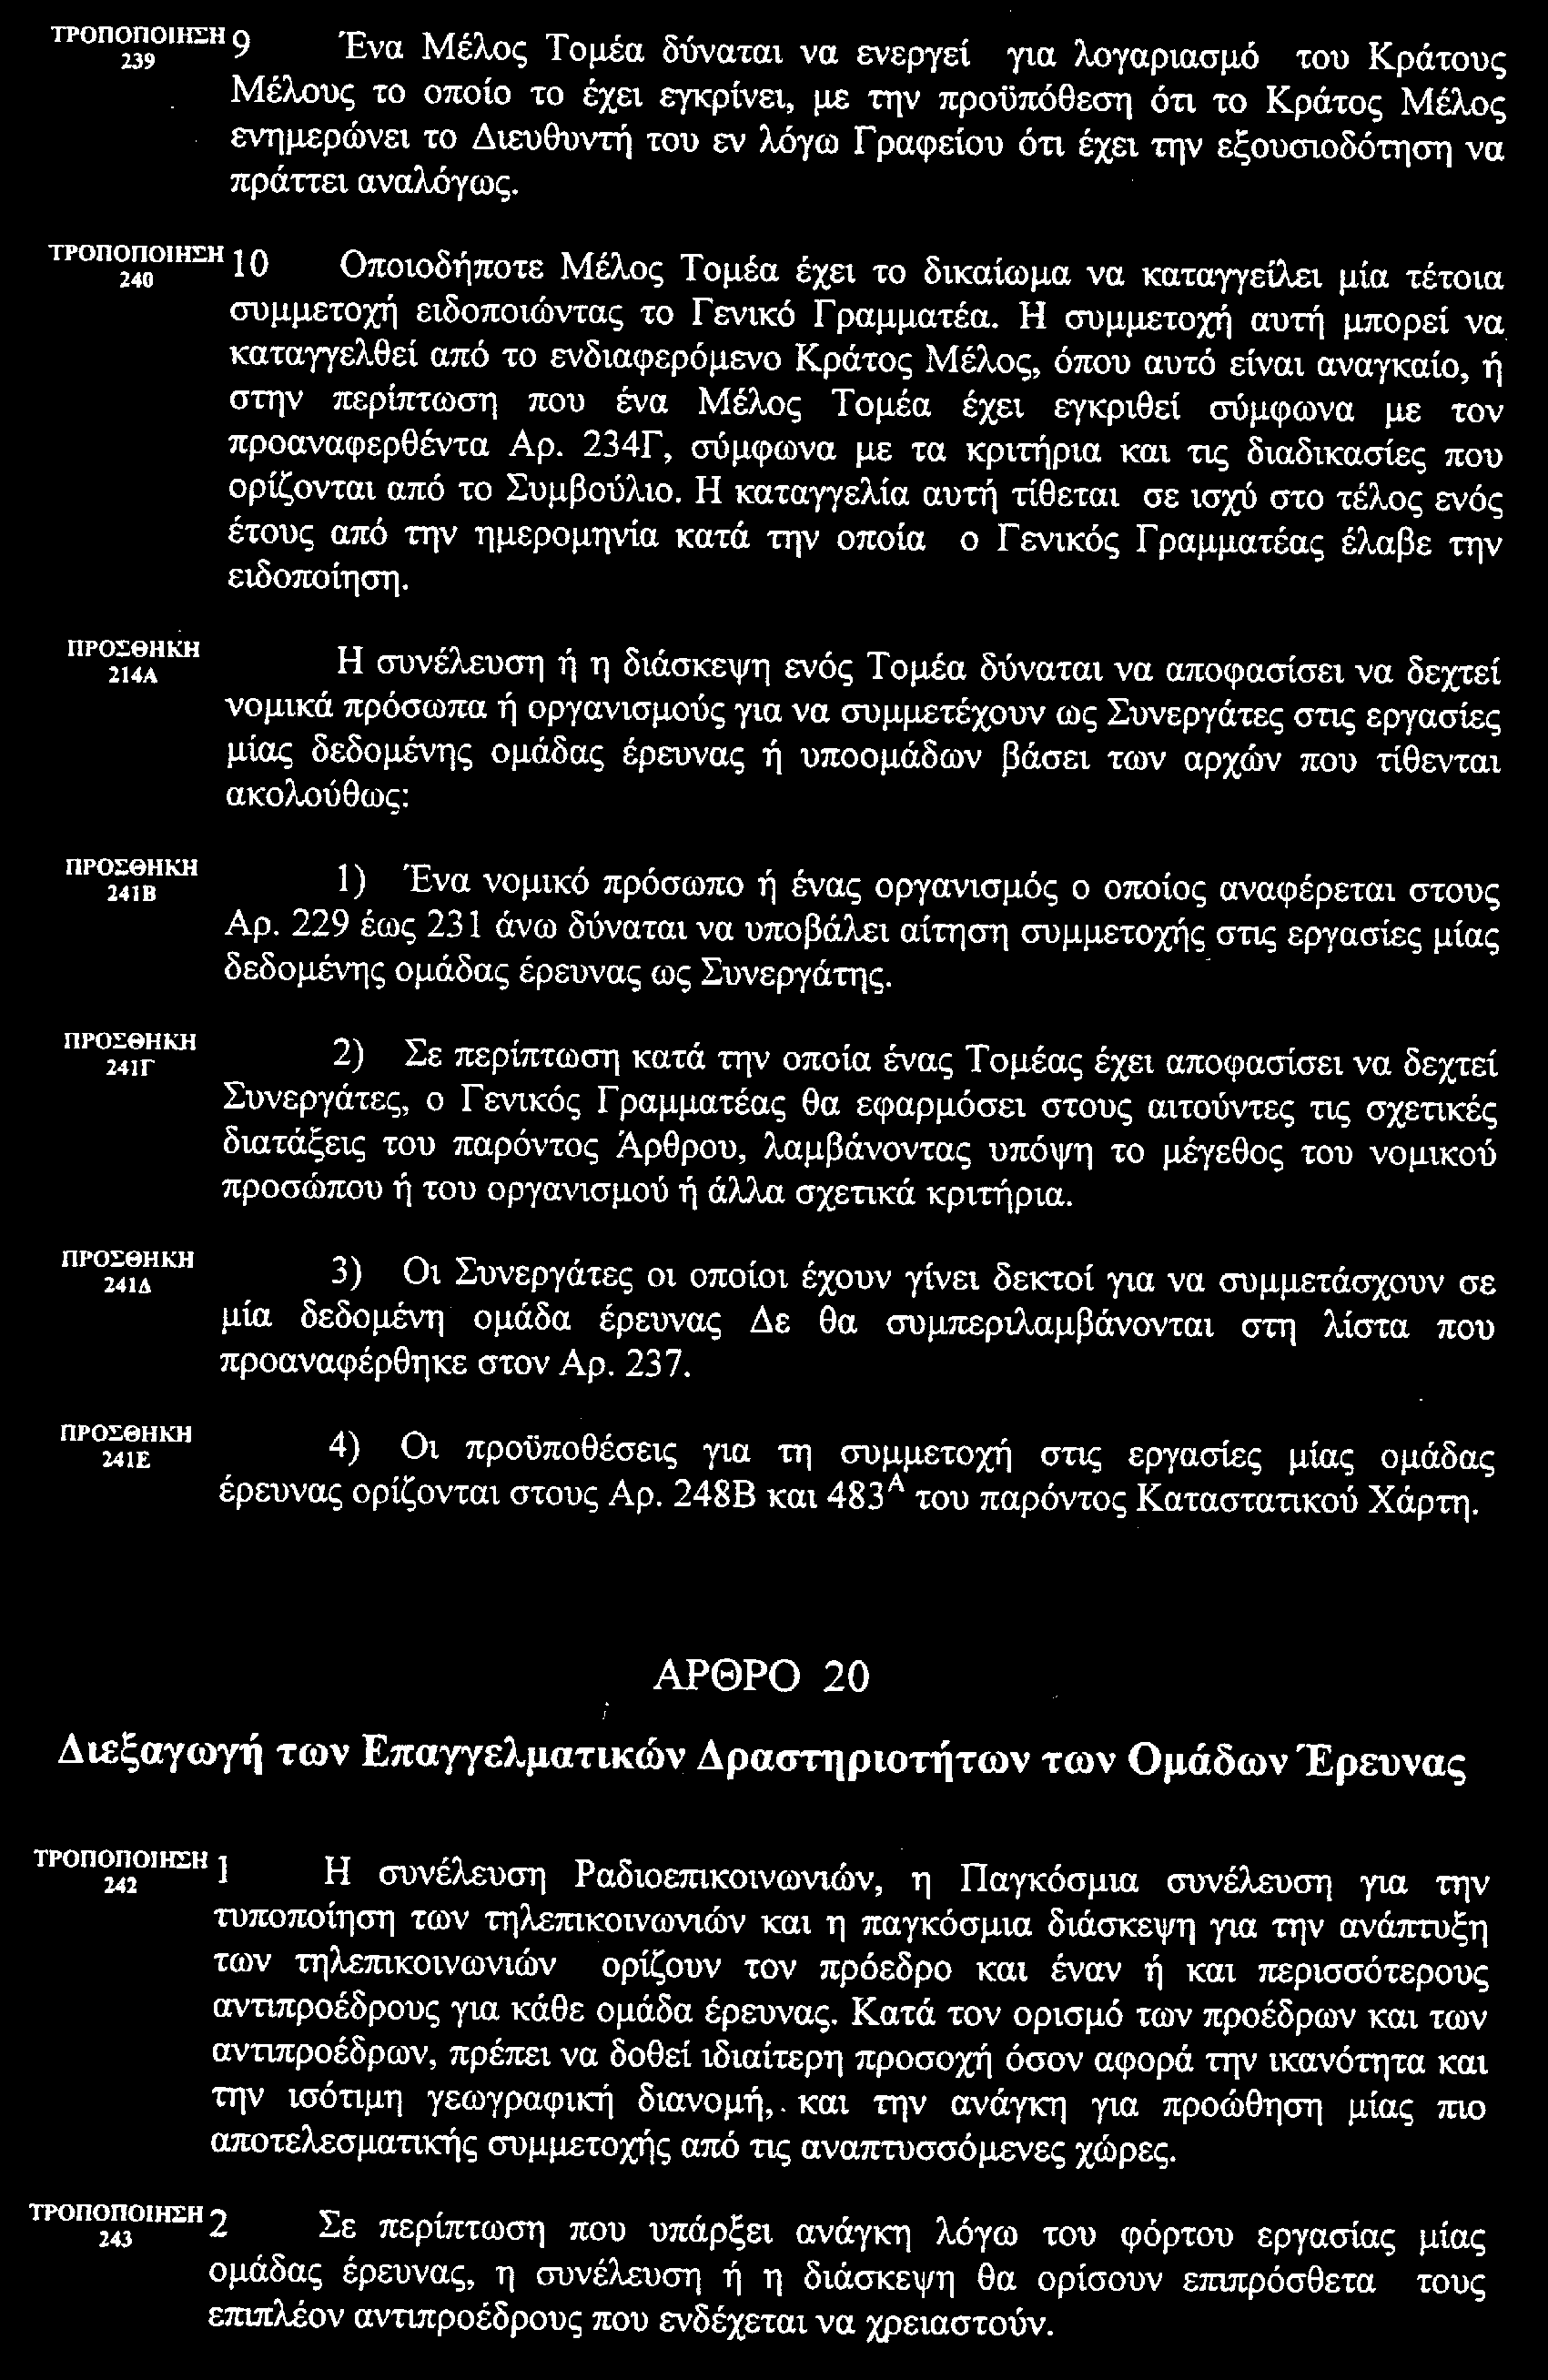 ΤΡΟΠΟΠΟΙΗΣΗ 9 Ένα Μέλος Τομέα δύναται να ενεργεί για λογαριασμό του Κράτους
239
Μέλους το οποίο το έχει εγκρίνει, με την προϋπόθεση ότι το Κράτος Μέλος
ενημερώνει το Διευθυντή του εν λόγω Γραφείου ότι έχει την εξουσιοδότηση να
πράττει αναλόγως.
ΤΡΟΠΟΠΟΙΗΣΗ 10 Οποιοδήποτε Μέλος Τομέα έχει το δικαίωμα να καταγγείλει μία τέτοια
240
συμμετοχή ειδοποιώντας το Γενικό Γραμματέα. Η συμμετοχή αυτή μπορεί να
καταγγελθεί από το ενδιαφερόμενο Κράτος Μέλος, όπου αυτό είναι αναγκαίο, ή
στην περίπτωση που ένα Μέλος Τομέα έχει εγκριθεί σύμφωνα με τον
προαναφερθέντα Αρ. 234Γ, σύμφωνα με τα κριτήρια και τις διαδικασίες που
ορίζονται από το Συμβούλιο. Η καταγγελία αυτή τίθεται σε ισχύ στο τέλος ενός
έτους από την ημερομηνία κατά την οποία ο Γενικός Γραμματέας έλαβε την
ειδοποίηση.
ΠΡΟΣΘΗΚΗ Η συνέλευση ή η διάσκεψη ενός Τομέα δύναται να αποφασίσει να δεχτεί
214Α
νομικά πρόσωπα ή οργανισμούς για να συμμετέχουν ως Συνεργάτες στις εργασίες
μίας δεδομένης ομάδας έρευνας ή υποομάδων βάσει των αρχών που τίθενται
ακολούθως:
ΠΡΟΣΘΗΚΗ 1) Ένα νομικό πρόσωπο ή ένας οργανισμός ο οποίος αναφέρεται στους
241Β
Αρ. 229 έως 231 άνω δύναται να υποβάλει αίτηση συμμετοχής στις εργασίες μίας
δεδομένης ομάδας έρευνας ως Συνεργάτης.
ΠΡΟΣΘΗΚΗ 2) Σε περίπτωση κατά την οποία ένας Τομέας έχει αποφασίσει να δεχτεί
241Γ
Συνεργάτες, ο Γενικός Γραμματέας θα εφαρμόσει στους αιτούντες τις σχετικές
διατάξεις του παρόντος Άρθρου, λαμβάνοντας υπόψη το μέγεθος του νομικού
προσώπου ή του οργανισμού ή άλλα σχετικά κριτήρια.
ΠΡΟΣΘΗΚΗ 3) Οι Συνεργάτες οι οποίοι έχουν γίνει δεκτοί για να συμμετάσχουν σε
241Δ
μία δεδομένη ομάδα έρευνας Δε θα συμπεριλαμβάνονται στη λίστα που
προαναφέρθηκε στον Αρ. 237.
ΠΡΟΣΘΗΚΗ 4) Οι προϋποθέσεις για τη συμμετοχή στις εργασίες μίας ομάδας
241Ε
έρευνας ορίζονται στους Αρ. 248Β και 483Α του παρόντος Καταστατικού Χάρτη.
ΑΡΘΡΟ 20
Διεξαγωγή των Επαγγελματικών Δραστηριοτήτων των Ομάδων Έρευνας
ΤΡΟΠΟΠΟΙΗΣΗ 1 Η συνέλευση Ραδιοεπικοινωνιών, η Παγκόσμια συνέλευση για την
242
τυποποίηση των τηλεπικοινωνιών και η παγκόσμια διάσκεψη για την ανάπτυξη
των τηλεπικοινωνιών ορίζουν τον πρόεδρο και έναν ή και περισσότερους
αντιπροέδρους για κάθε ομάδα έρευνας. Κατά τον ορισμό των προέδρων και των
αντιπροέδρων, πρέπει να δοθεί ιδιαίτερη προσοχή όσον αφορά την ικανότητα και
την ισότιμη γεωγραφική διανομή,. και την ανάγκη για προώθηση μίας πιο
αποτελεσματικής συμμετοχής από τις αναπτυσσόμενες χώρες.
ΤΡΟΠΟΠΟΙΗΣΗ 2 Σε περίπτωση που υπάρξει ανάγκη λόγω του φόρτου εργασίας μίας
243
ομάδας έρευνας, η συνέλευση ή η διάσκεψη θα ορίσουν επιπρόσθετα τους
επιπλέον αντιπροέδρους που ενδέχεται να χρειαστούν.